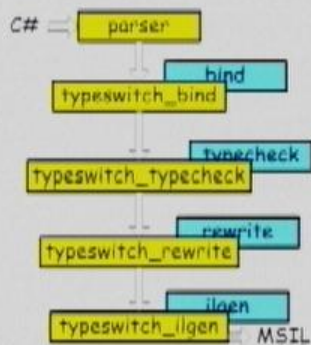 C# parser
bind
typeswitch_bind
typecheck
typeswitch_typecheck
rewrite
typeswitch_rewrite
ilgen
typeswitch_ilgen MSIL